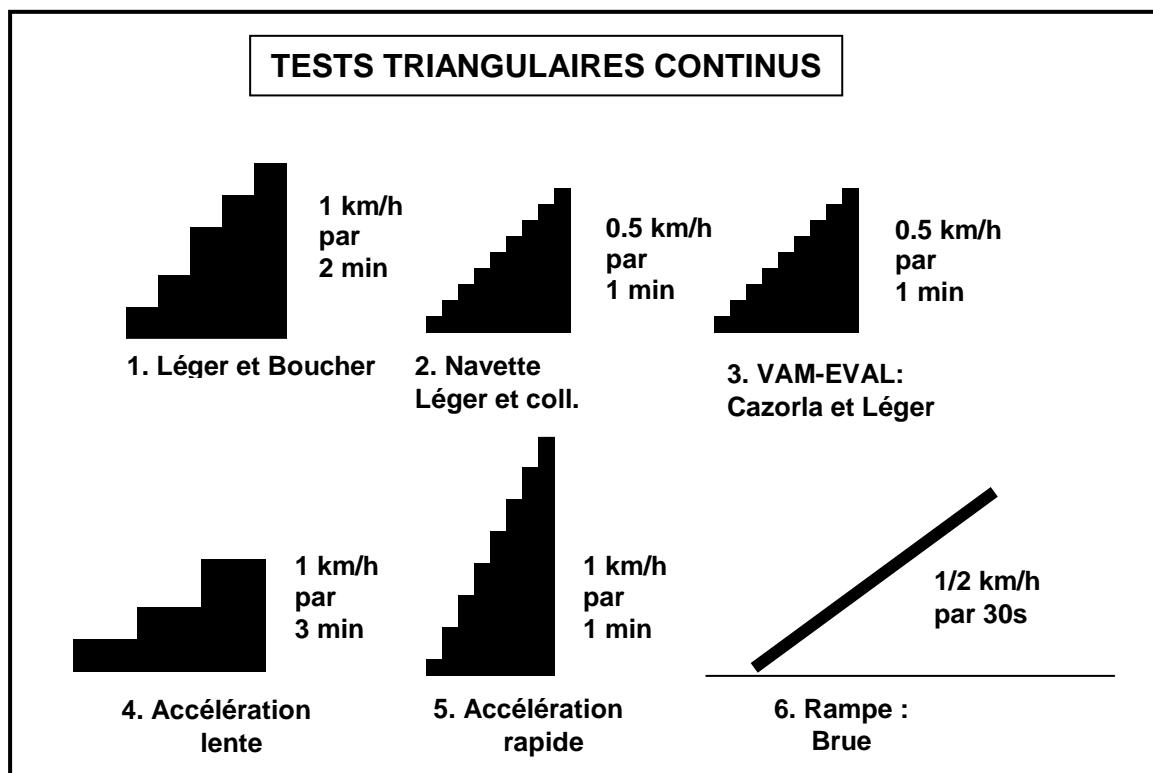 TESTS TRIANGULAIRES CONTINUS
1 km/h
par
2 min
1. Léger et Boucher
0.5 km/h
par
1 min
2. Navette
Léger et coll.
0.5 km/h
par
1 min
3. VAM-EVAL:
Cazorla et Léger
1 km/h
par
3 min
4. Accélération
lente
1 km/h
par
1 min
5. Accélération
rapide
1/2 km/h
par 30s
6. Rampe :
Brue